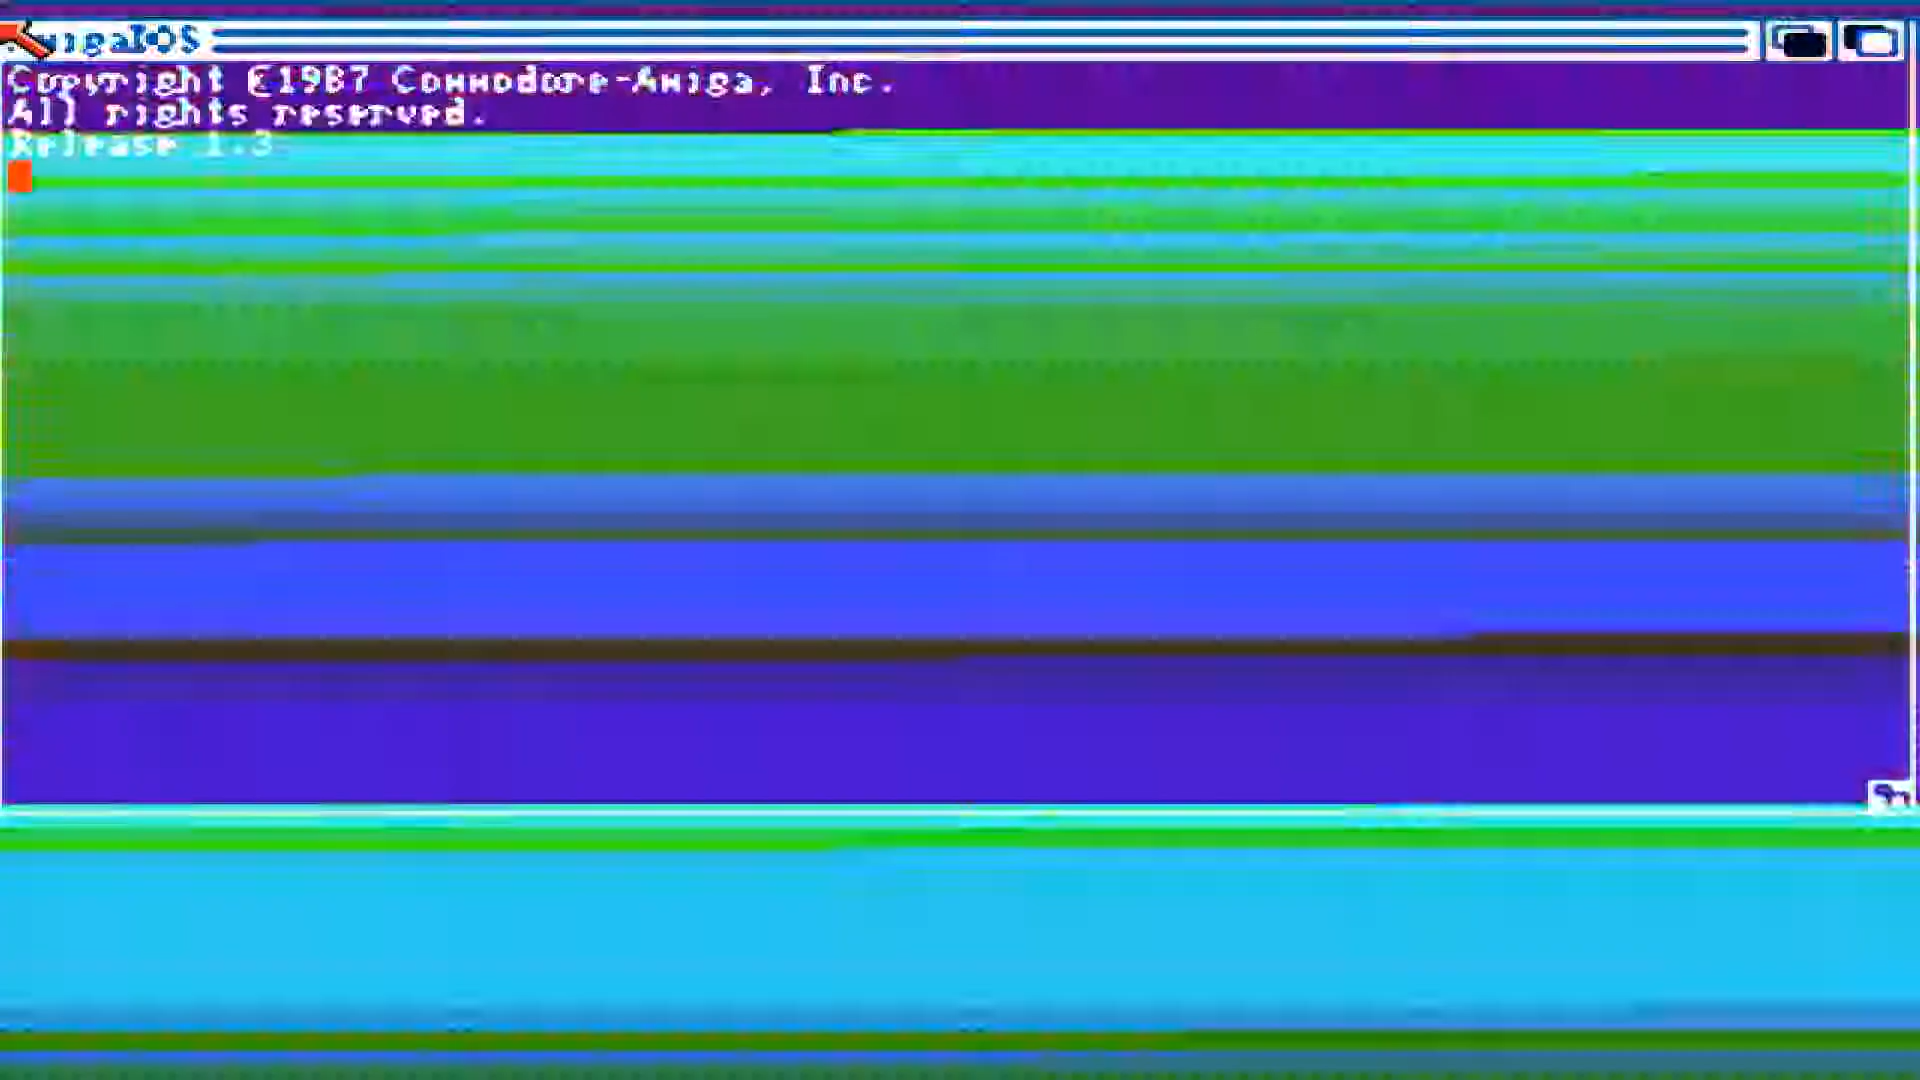 AmigaDOS
Copyright ©1987 Commodore-Amiga, Inc.
All rights reserved.
Release 1.3